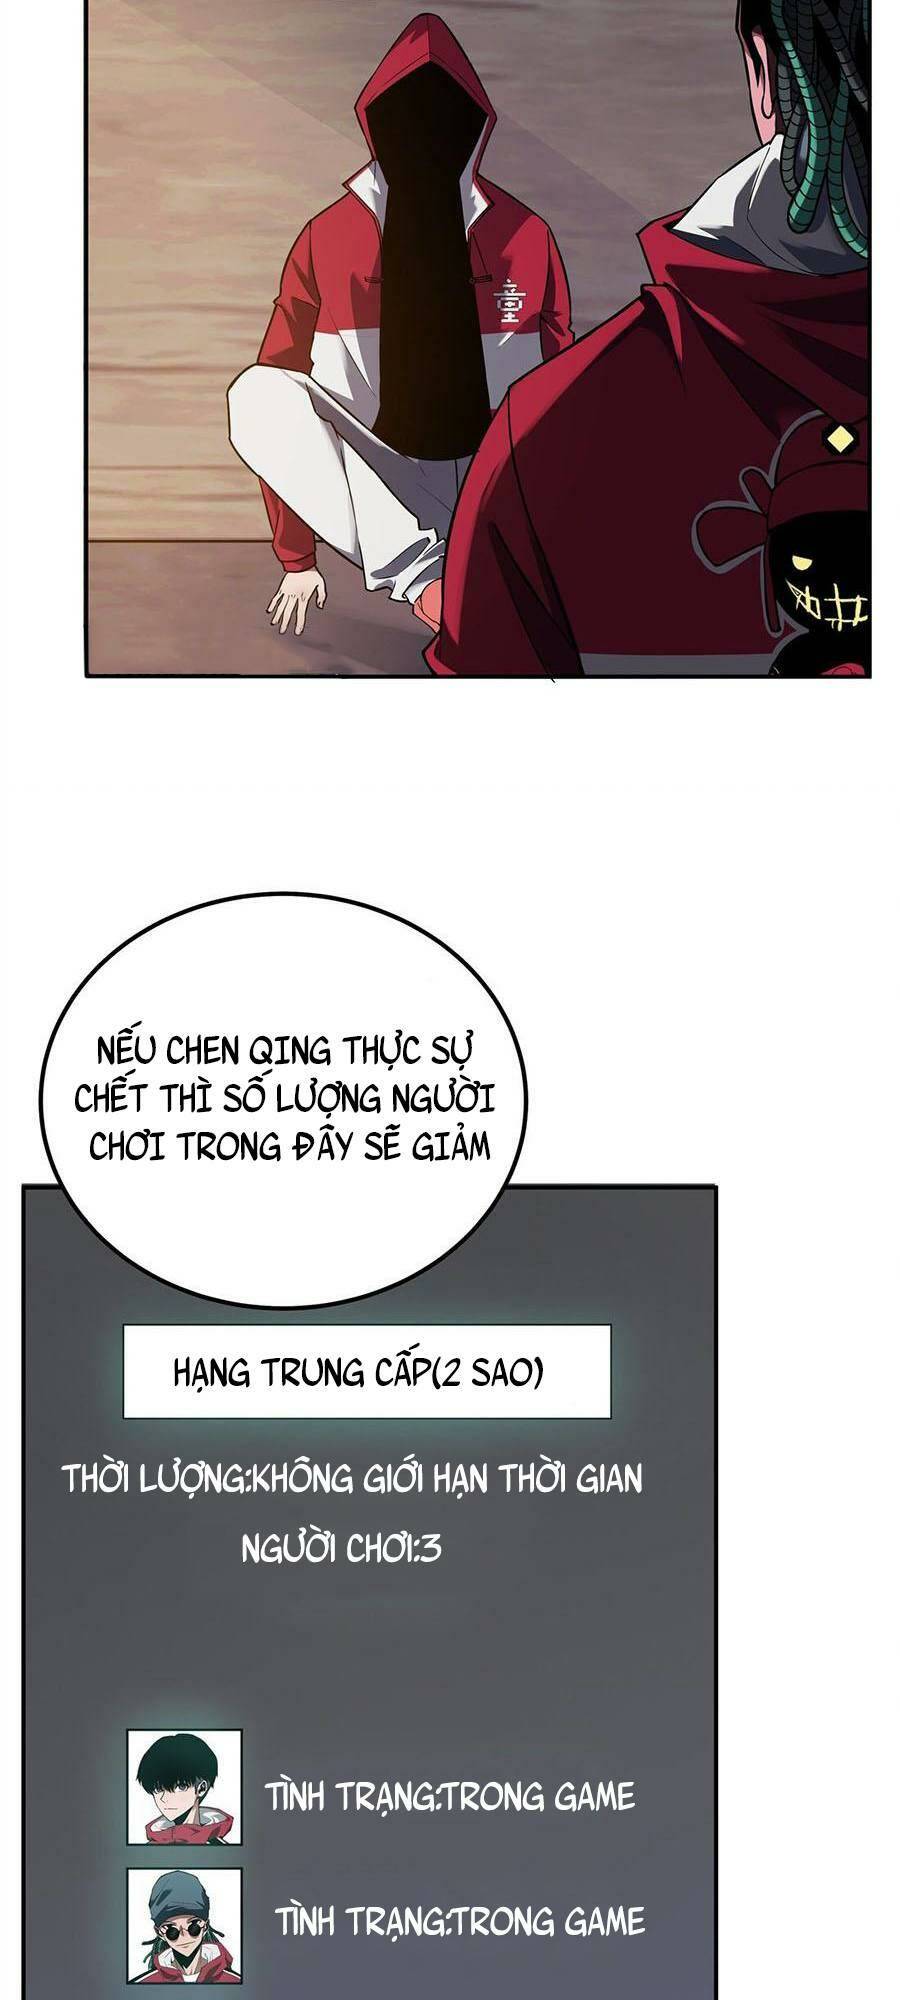 童
NẾU CHEN QING THỰC SỰ
CHẾT THÌ SỐ LƯỢNG NGƯỜI
CHƠI TRONG ĐÂY SẼ GIẢM
HẠNG TRUNG CẤP(2 SAO)
THỜI LƯỢNG:KHÔNG GIỚI HẠN THỜI GIAN
NGƯỜI CHƠI:3
TÌNH TRẠNG:TRONG GAME
TÌNH TRẠNG:TRONG GAME